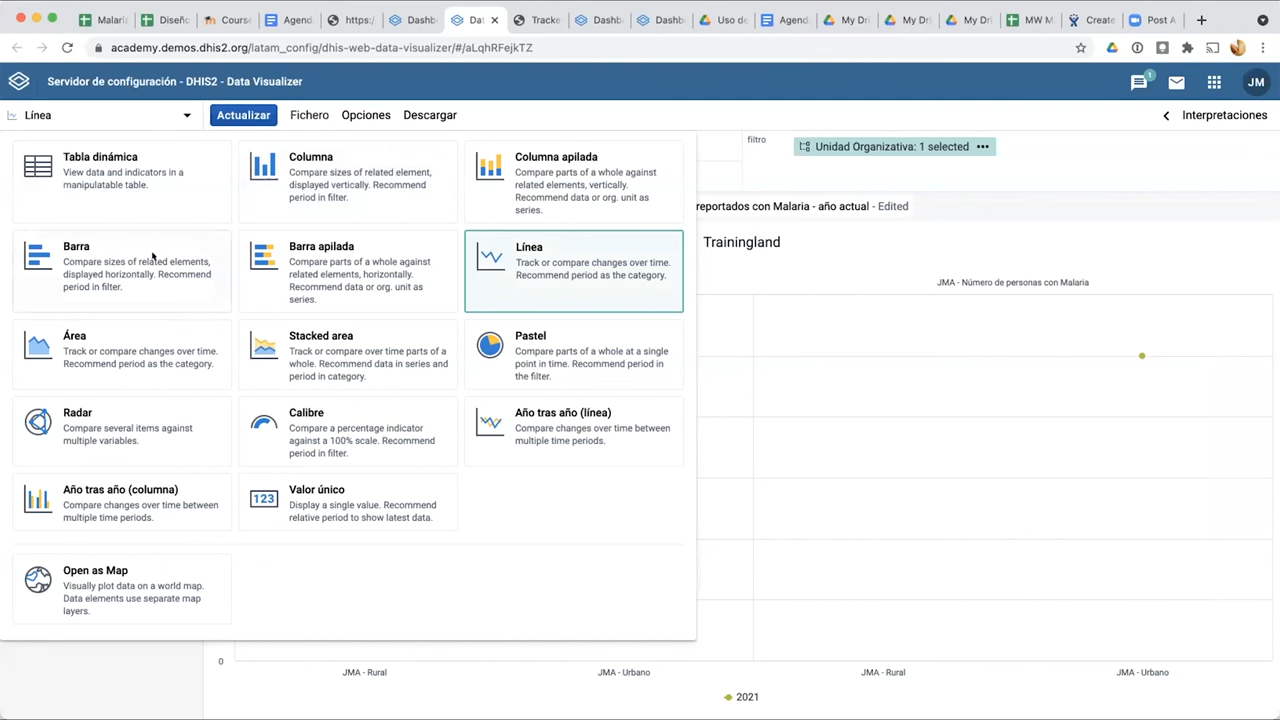 Malari
Diseño
Course
Agend
https:/
Dashb
Dat
Tracke
Dashb
Dashb
Uso de
Agend
My Dri
My Dri
My Dri
MW M
Create
Post A
academy.demos.dhis2.org/latam_config/dhis-web-data-visualizer/#/aLqhRFejkTZ
Servidor de configuración - DHIS2 - Data Visualizer
1
JM
Línea
Actualizar
Fichero
Opciones
Descargar
Interpretaciones
filtro
Unidad Organizativa: 1 selected
reportados con Malaria - año actual - Edited
Trainingland
JMA - Número de personas con Malaria
Tabla dinámica
View data and indicators in a
manipulatable table.
Columna
Compare sizes of related element,
displayed vertically. Recommend
period in filter.
Columna apilada
Compare parts of a whole against
related elements, vertically.
Recommend data or org. unit as
series.
Barra
Compare sizes of related elements,
displayed horizontally. Recommend
period in filter.
Barra apilada
Compare parts of a whole against
related elements, horizontally.
Recommend data or org. unit as
series.
Línea
Track or compare changes over time.
Recommend period as the category.
Área
Track or compare changes over time.
Recommend period as the category.
Stacked area
Track or compare over time parts of a
whole. Recommend data in series and
period in category.
Pastel
Compare parts of a whole at a single
point in time. Recommend period in
the filter.
Radar
Compare several items against
multiple variables.
Calibre
Compare a percentage indicator
against a 100% scale. Recommend
period in filter.
Año tras año (línea)
Compare changes over time between
multiple time periods.
Año tras año (columna)
Compare changes over time between
multiple time periods.
123
Valor único
Display a single value. Recommend
relative period to show latest data.
Open as Map
Visually plot data on a world map.
Data elements use separate map
layers.
0
JMA - Rural
JMA - Urbano
JMA - Rural
JMA - Urbano
2021